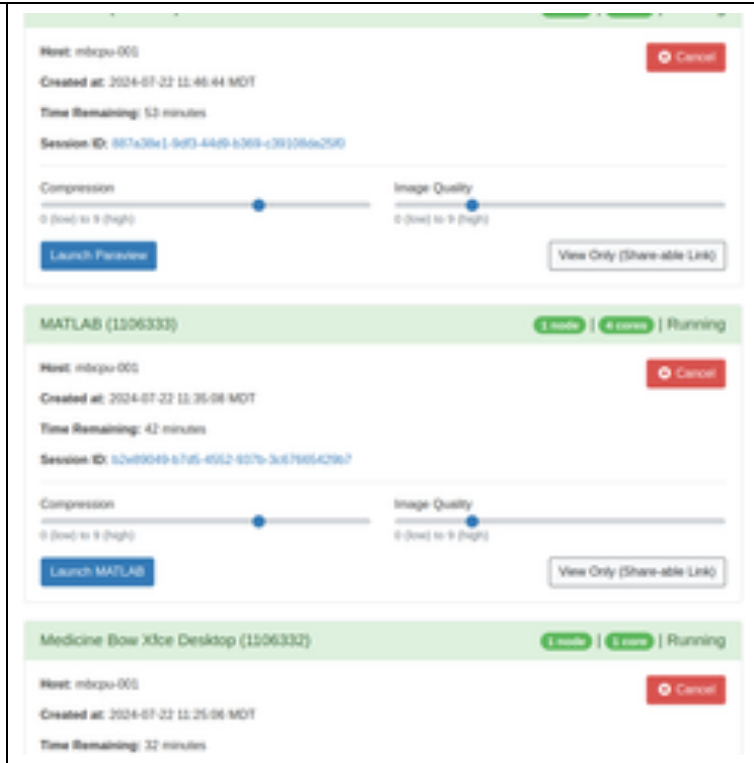 Host: mbcpu-001
Cancel
Created at: 2024-07-22 11:46:44 MDT
Time Remaining: 53 minutes
Session ID:
Compression
Image Quality
0 (low) to 9 (high)
0 (low) to 9 (high)
Launch Paraview
View Only (Share-able Link)
MATLAB (1106333)
1 node | 4 cores | Running
Host: mbcpu-001
Cancel
Created at: 2024-07-22 11:35:08 MDT
Time Remaining: 42 minutes
Session ID:
Compression
Image Quality
0 (low) to 9 (high)
0 (low) to 9 (high)
Launch MATLAB
View Only (Share-able Link)
Medicine Bow Xfce Desktop (1106332)
1 node | 1 core | Running
Host: mbcpu-001
Cancel
Created at: 2024-07-22 11:25:06 MDT
Time Remaining: 32 minutes